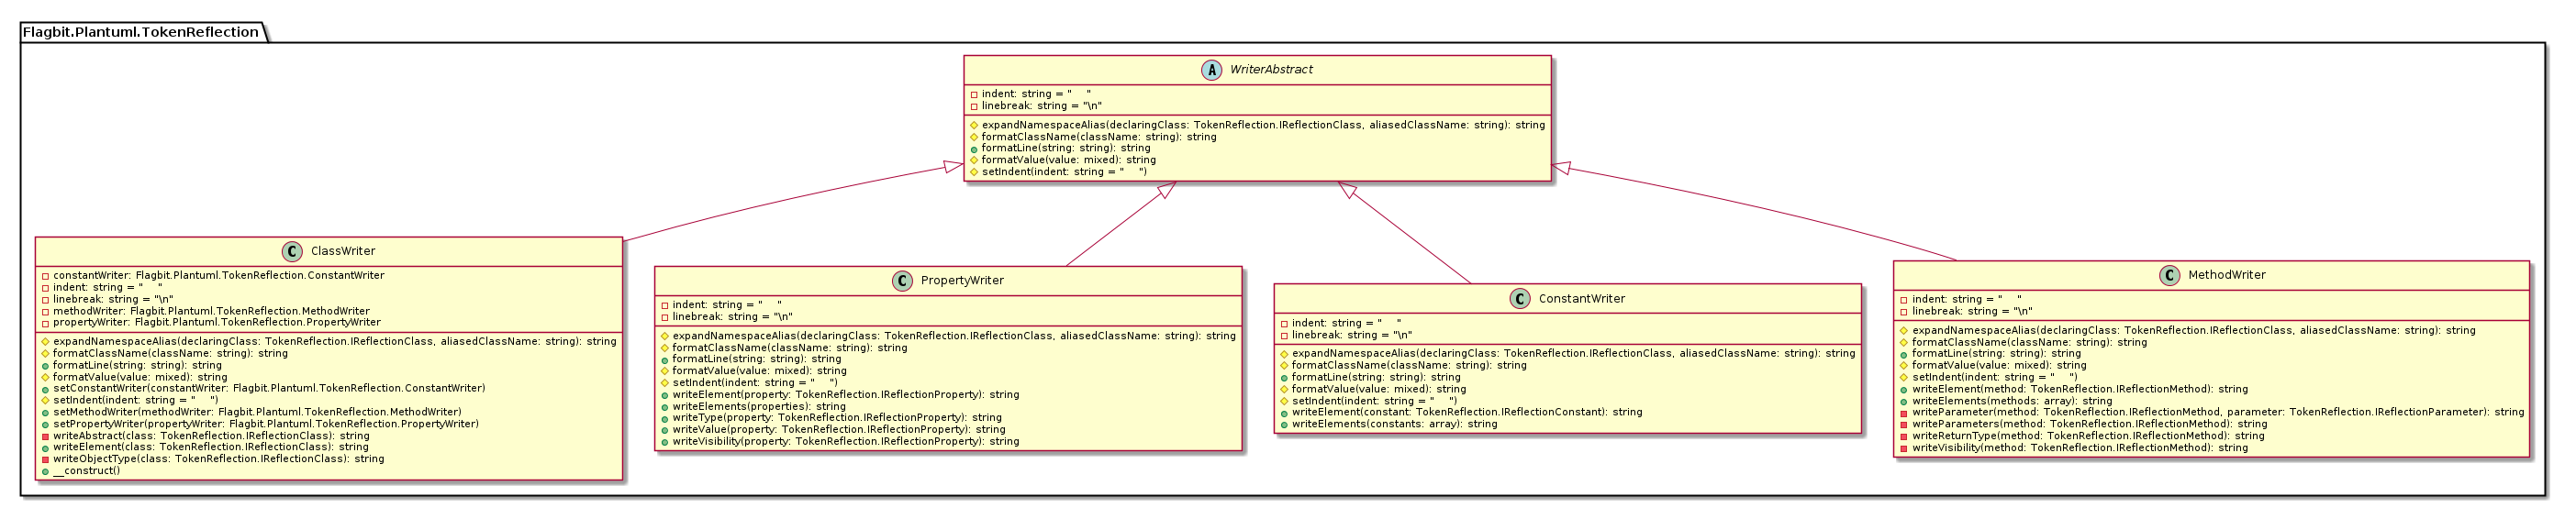 Flagbit.Plantuml.TokenReflection
A WriterAbstract
indent: string = "    "
linebreak: string = "\n"
expandNamespaceAlias(declaringClass: TokenReflection.IReflectionClass, aliasedClassName: string): string
formatClassName(className: string): string
formatLine(string: string): string
formatValue(value: mixed): string
setIndent(indent: string = "    ")
C ClassWriter
constantWriter: Flagbit.Plantuml.TokenReflection.ConstantWriter
indent: string = "    "
linebreak: string = "\n"
methodWriter: Flagbit.Plantuml.TokenReflection.MethodWriter
propertyWriter: Flagbit.Plantuml.TokenReflection.PropertyWriter
expandNamespaceAlias(declaringClass: TokenReflection.IReflectionClass, aliasedClassName: string): string
formatClassName(className: string): string
formatLine(string: string): string
formatValue(value: mixed): string
setConstantWriter(constantWriter: Flagbit.Plantuml.TokenReflection.ConstantWriter)
setIndent(indent: string = "    ")
setMethodWriter(methodWriter: Flagbit.Plantuml.TokenReflection.MethodWriter)
setPropertyWriter(propertyWriter: Flagbit.Plantuml.TokenReflection.PropertyWriter)
writeAbstract(class: TokenReflection.IReflectionClass): string
writeElement(class: TokenReflection.IReflectionClass): string
writeObjectType(class: TokenReflection.IReflectionClass): string
__construct()
C PropertyWriter
indent: string = "    "
linebreak: string = "\n"
expandNamespaceAlias(declaringClass: TokenReflection.IReflectionClass, aliasedClassName: string): string
formatClassName(className: string): string
formatLine(string: string): string
formatValue(value: mixed): string
setIndent(indent: string = "    ")
writeElement(property: TokenReflection.IReflectionProperty): string
writeElements(properties): string
writeType(property: TokenReflection.IReflectionProperty): string
writeValue(property: TokenReflection.IReflectionProperty): string
writeVisibility(property: TokenReflection.IReflectionProperty): string
C ConstantWriter
indent: string = "    "
linebreak: string = "\n"
expandNamespaceAlias(declaringClass: TokenReflection.IReflectionClass, aliasedClassName: string): string
formatClassName(className: string): string
formatLine(string: string): string
formatValue(value: mixed): string
setIndent(indent: string = "    ")
writeElement(constant: TokenReflection.IReflectionConstant): string
writeElements(constants: array): string
C MethodWriter
indent: string = "    "
linebreak: string = "\n"
expandNamespaceAlias(declaringClass: TokenReflection.IReflectionClass, aliasedClassName: string): string
formatClassName(className: string): string
formatLine(string: string): string
formatValue(value: mixed): string
setIndent(indent: string = "    ")
writeElement(method: TokenReflection.IReflectionMethod): string
writeElements(methods: array): string
writeParameter(method: TokenReflection.IReflectionMethod, parameter: TokenReflection.IReflectionParameter): string
writeParameters(method: TokenReflection.IReflectionMethod): string
writeReturnType(method: TokenReflection.IReflectionMethod): string
writeVisibility(method: TokenReflection.IReflectionMethod): string